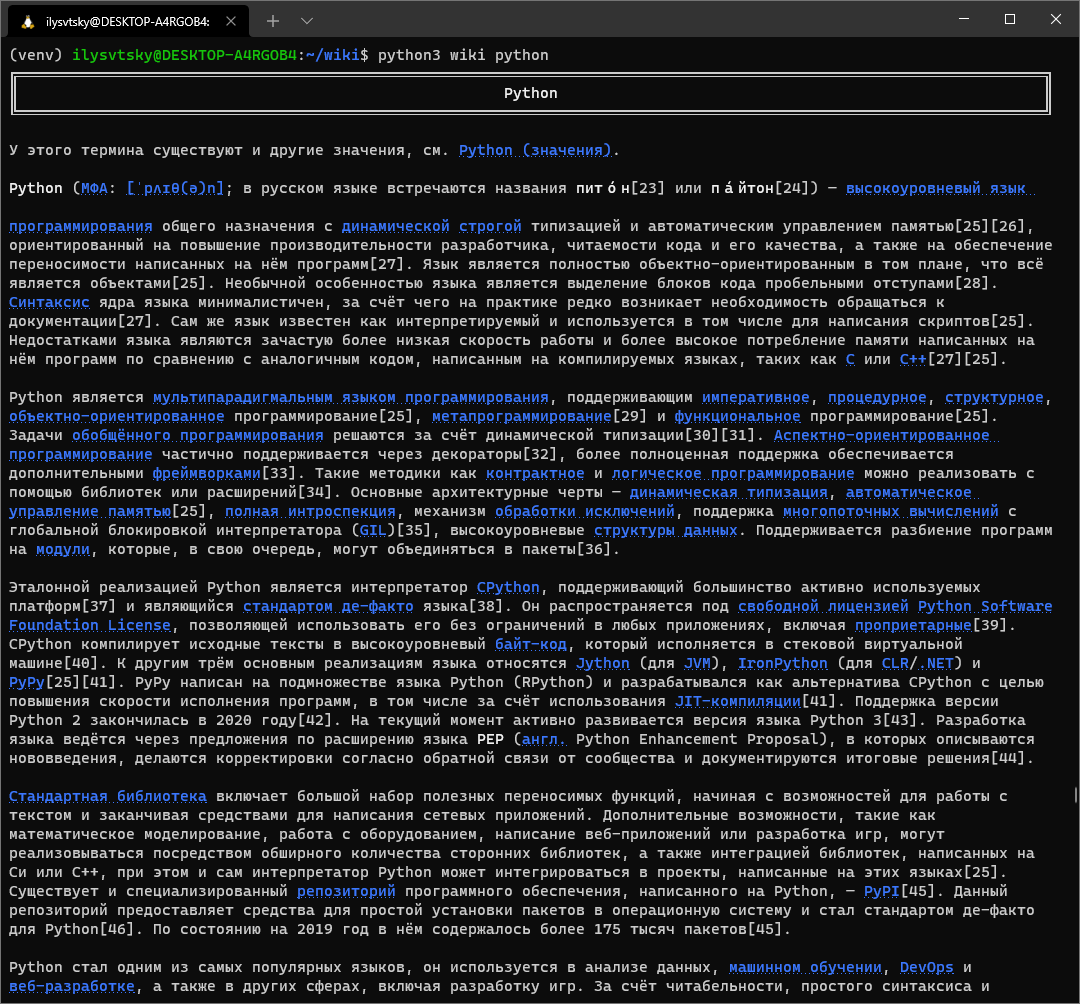 ilysvtsky@DESKTOP-A4RGOB4:
(venv) ilysvtsky@DESKTOP-A4RGOB4:~/wiki$ python3 wiki python
Python
У этого термина существуют и другие значения, см. Python (значения).
Python (МФА: [ˈpʌɪθ(ə)n]; в русском языке встречаются названия пито́н[23] или па́йтон[24]) — высокоуровневый язык
программирования общего назначения с динамической строгой типизацией и автоматическим управлением памятью[25][26],
ориентированный на повышение производительности разработчика, читаемости кода и его качества, а также на обеспечение
переносимости написанных на нём программ[27]. Язык является полностью объектно-ориентированным в том плане, что всё
является объектами[25]. Необычной особенностью языка является выделение блоков кода пробельными отступами[28].
Синтаксис ядра языка минималистичен, за счёт чего на практике редко возникает необходимость обращаться к
документации[27]. Сам же язык известен как интерпретируемый и используется в том числе для написания скриптов[25].
Недостатками языка являются зачастую более низкая скорость работы и более высокое потребление памяти написанных на
нём программ по сравнению с аналогичным кодом, написанным на компилируемых языках, таких как C или C++[27][25].
Python является мультипарадигмальным языком программирования, поддерживающим императивное, процедурное, структурное,
объектно-ориентированное программирование[25], метапрограммирование[29] и функциональное программирование[25].
Задачи обобщённого программирования решаются за счёт динамической типизации[30][31]. Аспектно-ориентированное
программирование частично поддерживается через декораторы[32], более полноценная поддержка обеспечивается
дополнительными фреймворками[33]. Такие методики как контрактное и логическое программирование можно реализовать с
помощью библиотек или расширений[34]. Основные архитектурные черты — динамическая типизация, автоматическое
управление памятью[25], полная интроспекция, механизм обработки исключений, поддержка многопоточных вычислений с
глобальной блокировкой интерпретатора (GIL)[35], высокоуровневые структуры данных. Поддерживается разбиение программ
на модули, которые, в свою очередь, могут объединяться в пакеты[36].
Эталонной реализацией Python является интерпретатор CPython, поддерживающий большинство активно используемых
платформ[37] и являющийся стандартом де-факто языка[38]. Он распространяется под свободной лицензией Python Software
Foundation License, позволяющей использовать его без ограничений в любых приложениях, включая проприетарные[39].
CPython компилирует исходные тексты в высокоуровневый байт-код, который исполняется в стековой виртуальной
машине[40]. К другим трём основным реализациям языка относятся Jython (для JVM), IronPython (для CLR/.NET) и
PyPy[25][41]. PyPy написан на подмножестве языка Python (RPython) и разрабатывался как альтернатива CPython с целью
повышения скорости исполнения программ, в том числе за счёт использования JIT-компиляции[41]. Поддержка версии
Python 2 закончилась в 2020 году[42]. На текущий момент активно развивается версия языка Python 3[43]. Разработка
языка ведётся через предложения по расширению языка PEP (англ. Python Enhancement Proposal), в которых описываются
нововведения, делаются корректировки согласно обратной связи от сообщества и документируются итоговые решения[44].
Стандартная библиотека включает большой набор полезных переносимых функций, начиная с возможностей для работы с
текстом и заканчивая средствами для написания сетевых приложений. Дополнительные возможности, такие как
математическое моделирование, работа с оборудованием, написание веб-приложений или разработка игр, могут
реализовываться посредством обширного количества сторонних библиотек, а также интеграцией библиотек, написанных на
Си или C++, при этом и сам интерпретатор Python может интегрироваться в проекты, написанные на этих языках[25].
Существует и специализированный репозиторий программного обеспечения, написанного на Python, — PyPI[45]. Данный
репозиторий предоставляет средства для простой установки пакетов в операционную систему и стал стандартом де-факто
для Python[46]. По состоянию на 2019 год в нём содержалось более 175 тысяч пакетов[45].
Python стал одним из самых популярных языков, он используется в анализе данных, машинном обучении, DevOps и
веб-разработке, а также в других сферах, включая разработку игр. За счёт читабельности, простого синтаксиса и